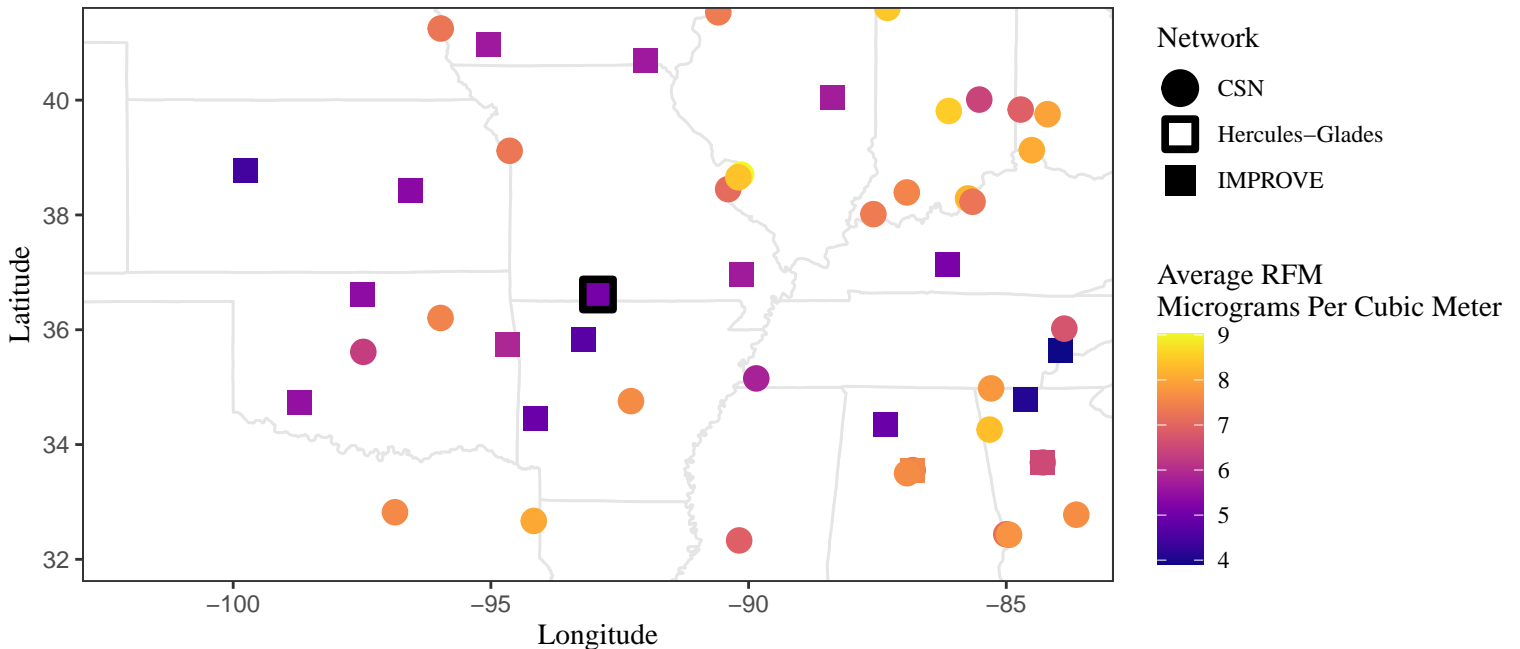 40
38
36
34
32
Latitude
−100
−95
−90
−85
Longitude
Network
CSN
Hercules−Glades
IMPROVE
Average RFM
Micrograms Per Cubic Meter
9
8
7
6
5
4